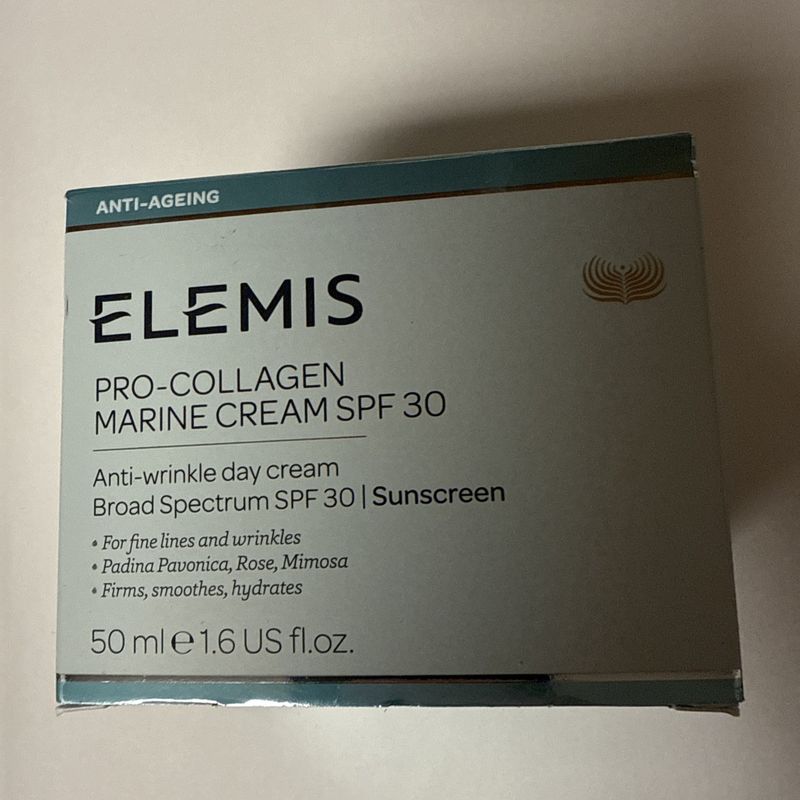 ANTI-AGEING
ELEMIS
PRO-COLLAGEN
MARINE CREAM SPF 30
Anti-wrinkle day cream
Broad Spectrum SPF 30 | Sunscreen
• For fine lines and wrinkles
• Padina Pavonica, Rose, Mimosa
• Firms, smoothes, hydrates
50 ml ℮ 1.6 US fl.oz.